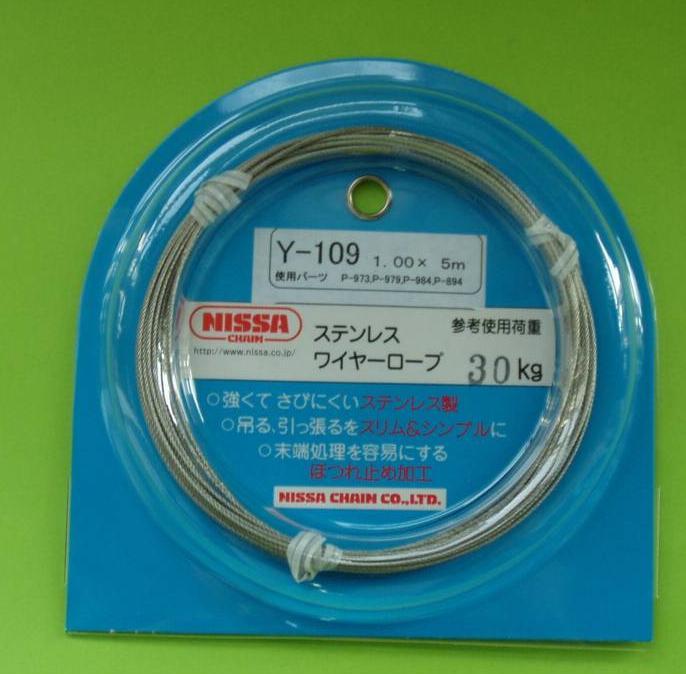 Y-109 1.00× 5m
使用パーツ P-973,P-979,P-984,P-894
NISSA
CHAIN
http://www.nissa.co.jp/
ステンレス
ワイヤーロープ
参考使用荷重
30kg
○強くてさびにくいステンレス製
○吊る、引っ張るをスリム&シンプルに
○末端処理を容易にする
ほつれ止め加工
NISSA CHAIN CO.,LTD.